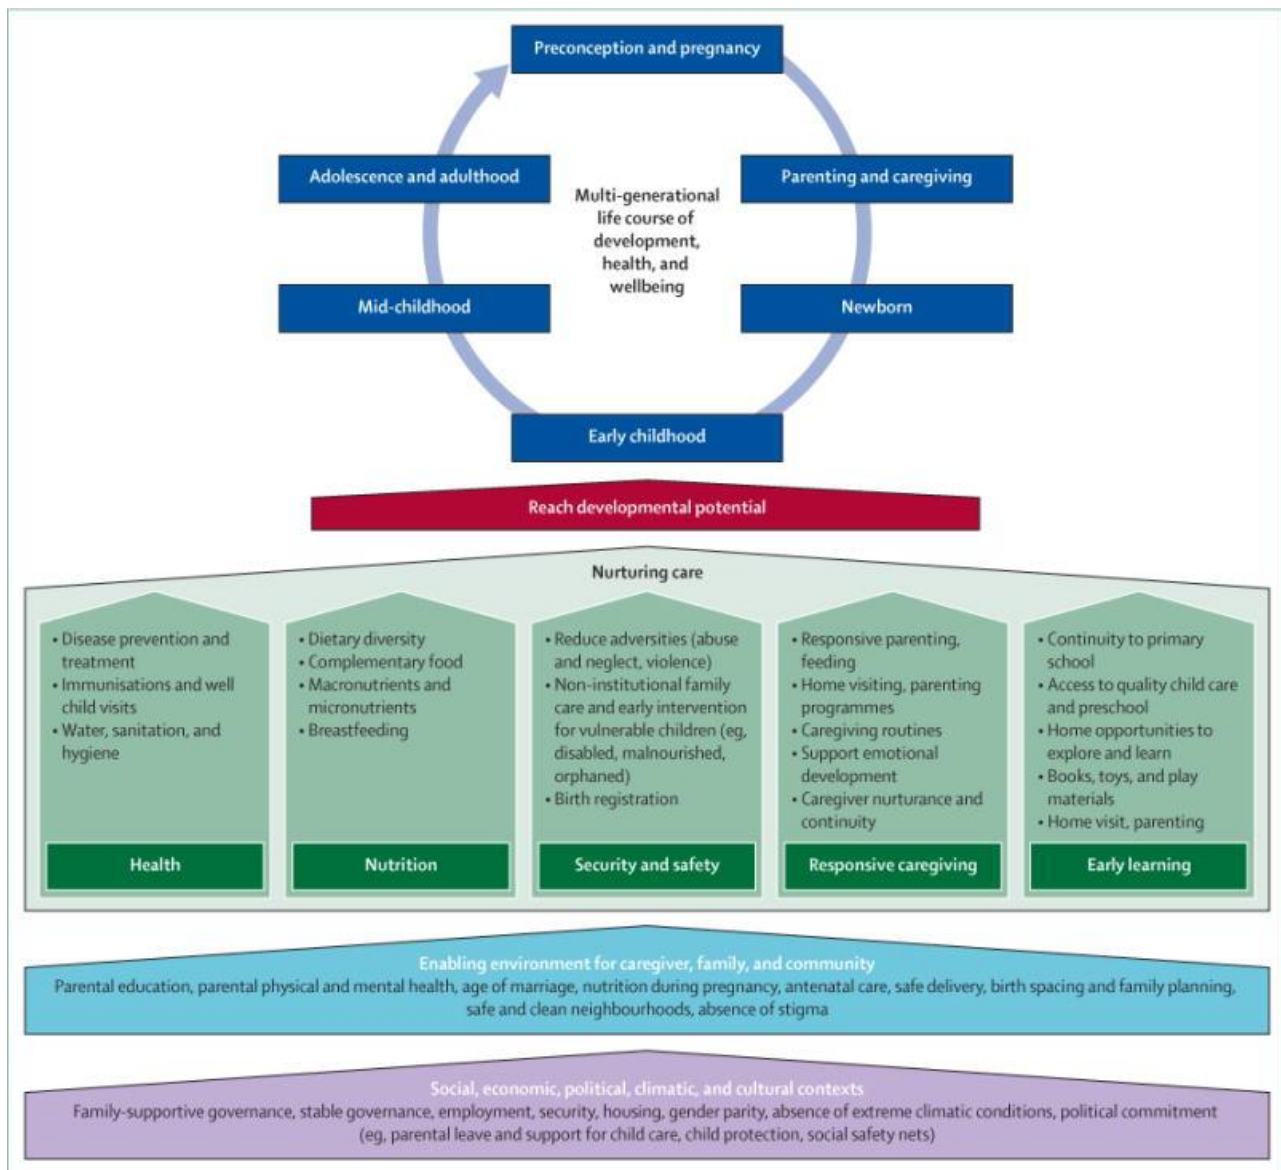 Preconception and pregnancy
Adolescence and adulthood
Parenting and caregiving
Multi-generational
life course of
development,
health, and
wellbeing
Mid-childhood
Newborn
Early childhood
Reach developmental potential
Nurturing care
• Disease prevention and
treatment
• Immunisations and well
child visits
• Water, sanitation, and
hygiene
Health
• Dietary diversity
• Complementary food
• Macronutrients and
micronutrients
• Breastfeeding
Nutrition
• Reduce adversities (abuse
and neglect, violence)
• Non-institutional family
care and early intervention
for vulnerable children (eg,
disabled, malnourished,
orphaned)
• Birth registration
Security and safety
• Responsive parenting,
feeding
• Home visiting, parenting
programmes
• Caregiving routines
• Support emotional
development
• Caregiver nurturance and
continuity
Responsive caregiving
• Continuity to primary
school
• Access to quality child care
and preschool
• Home opportunities to
explore and learn
• Books, toys, and play
materials
• Home visit, parenting
Early learning
Enabling environment for caregiver, family, and community
Parental education, parental physical and mental health, age of marriage, nutrition during pregnancy, antenatal care, safe delivery, birth spacing and family planning,
safe and clean neighbourhoods, absence of stigma
Social, economic, political, climatic, and cultural contexts
Family-supportive governance, stable governance, employment, security, housing, gender parity, absence of extreme climatic conditions, political commitment
(eg, parental leave and support for child care, child protection, social safety nets)